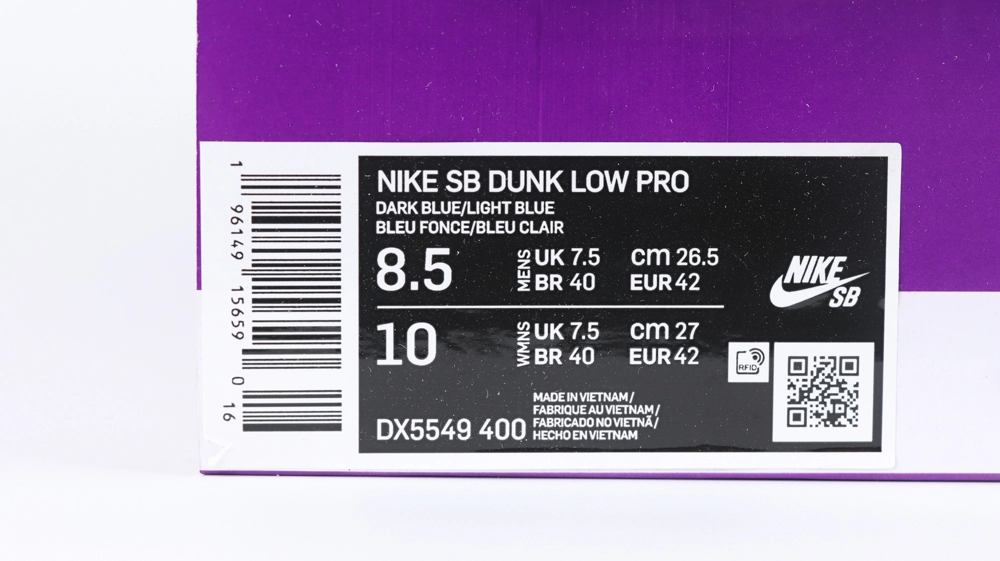 1 96149 15659 0 16
NIKE SB DUNK LOW PRO
DARK BLUE/LIGHT BLUE
BLEU FONCE/BLEU CLAIR
8.5 MENS UK 7.5 cm 26.5
BR 40 EUR 42
10 WMNS UK 7.5 cm 27
BR 40 EUR 42
NIKE
SB
RFID
MADE IN VIETNAM/
FABRIQUE AU VIETNAM/
FABRICADO NO VIETNÃ/
HECHO EN VIETNAM
DX5549 400